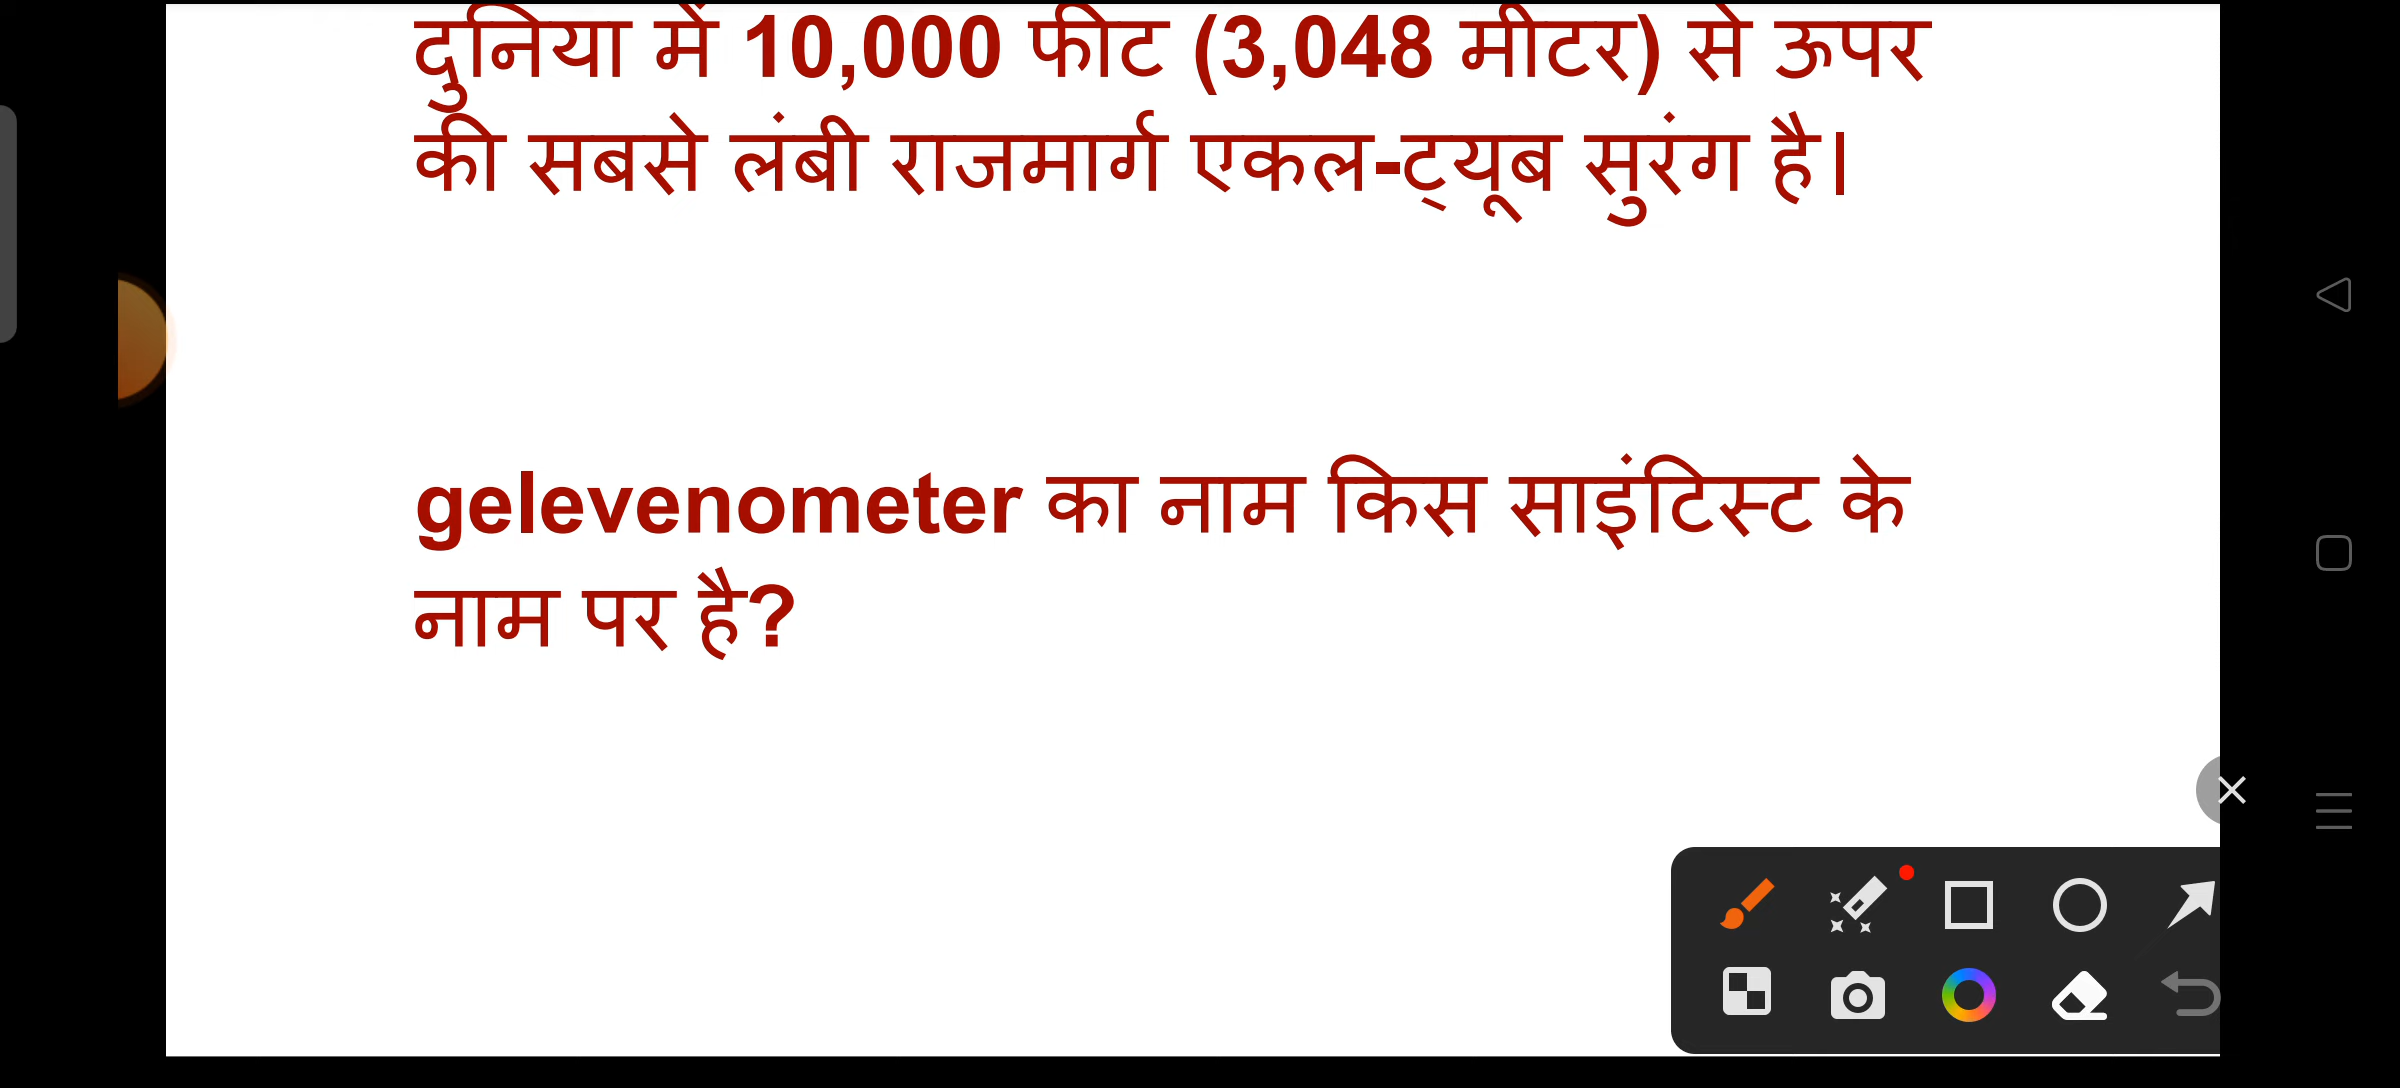 दुनिया में 10,000 फीट (3,048 मीटर) से ऊपर
की सबसे लंबी राजमार्ग एकल-ट्यूब सुरंग है।
gelevenometer का नाम किस साइंटिस्ट के
नाम पर है?